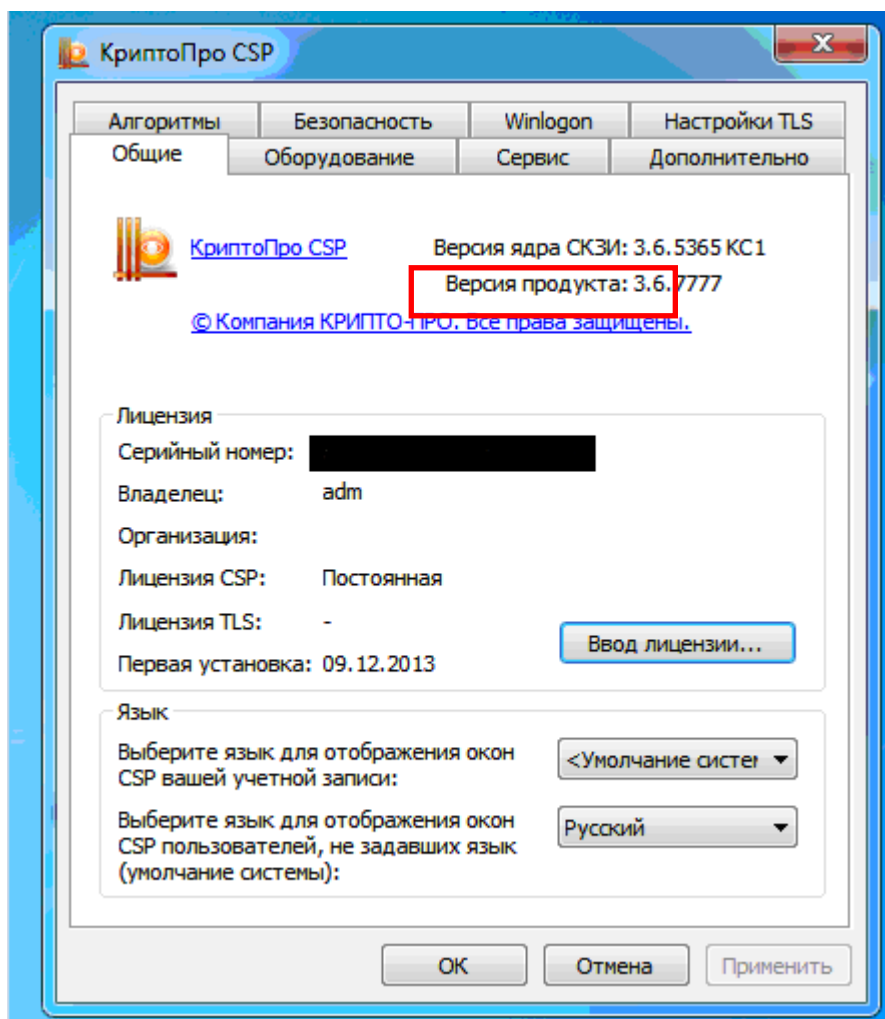 КриптоПро CSP
Алгоритмы Безопасность Winlogon Настройки TLS
Общие Оборудование Сервис Дополнительно
КриптоПро CSP Версия ядра СКЗИ: 3.6.5365 КС1
Версия продукта: 3.6.7777
© Компания КРИПТО-ПРО. Все права защищены.
Лицензия
Серийный номер:
Владелец: adm
Организация:
Лицензия CSP: Постоянная
Лицензия TLS: -
Ввод лицензии...
Первая установка: 09.12.2013
Язык
Выберите язык для отображения окон
CSP вашей учетной записи:
<Умолчание систе
Выберите язык для отображения окон
CSP пользователей, не задавших язык
(умолчание системы):
Русский
ОК Отмена Применить